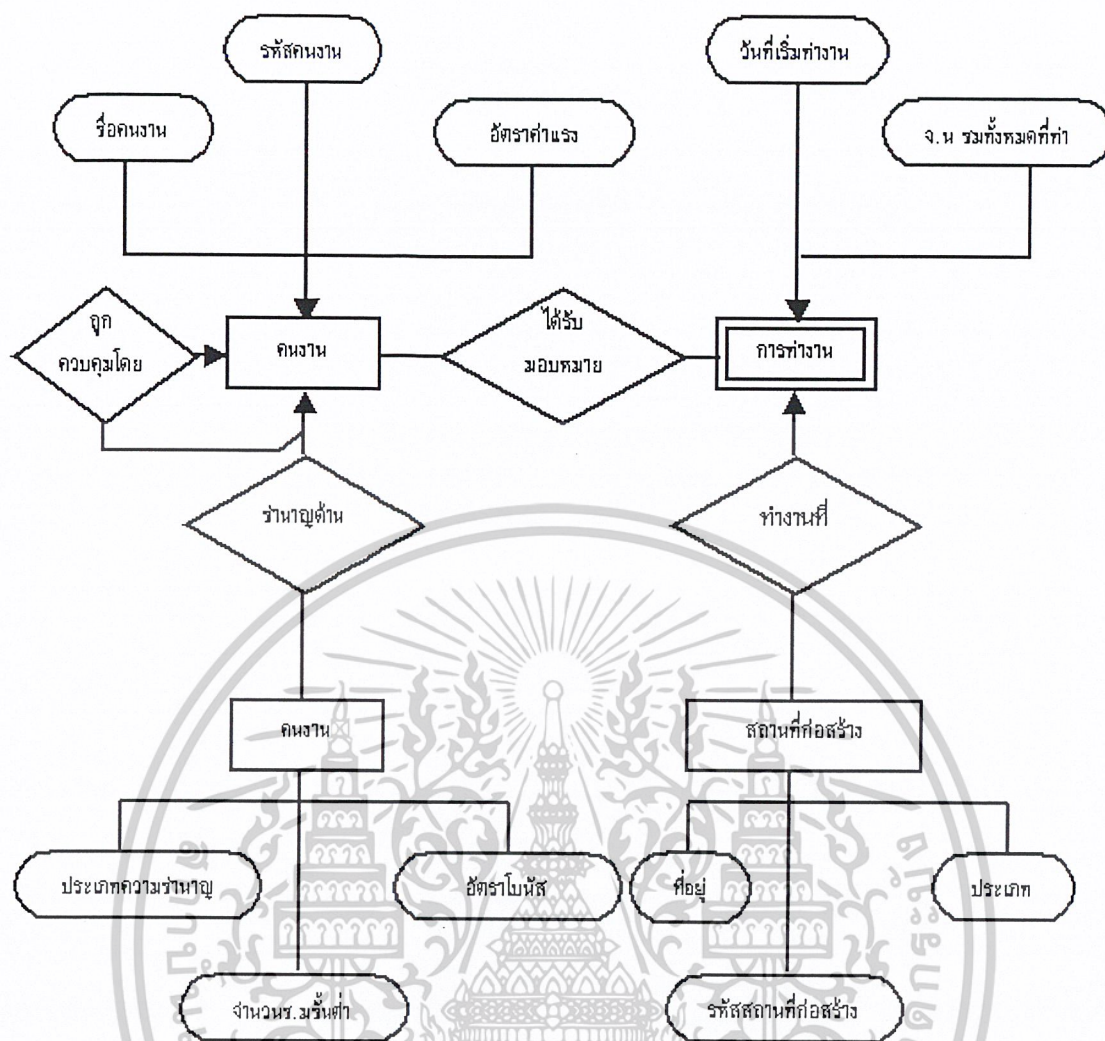 รหัสคนงาน
วันที่เริ่มทำงาน
ชื่อคนงาน
อัตราค่าแรง
จ.น รมทั้งหมดที่ทำ
ถูก
ควบคุมโดย
คนงาน
ได้รับ
มอบหมาย
การทำงาน
ชำนาญด้าน
ทำงานที่
คนงาน
สถานที่ก่อสร้าง
ประเภทความชำนาญ
อัตราโบนัส
ที่อยู่
ประเภท
จำนวนช.มขั้นต่ำ
รหัสสถานที่ก่อสร้าง